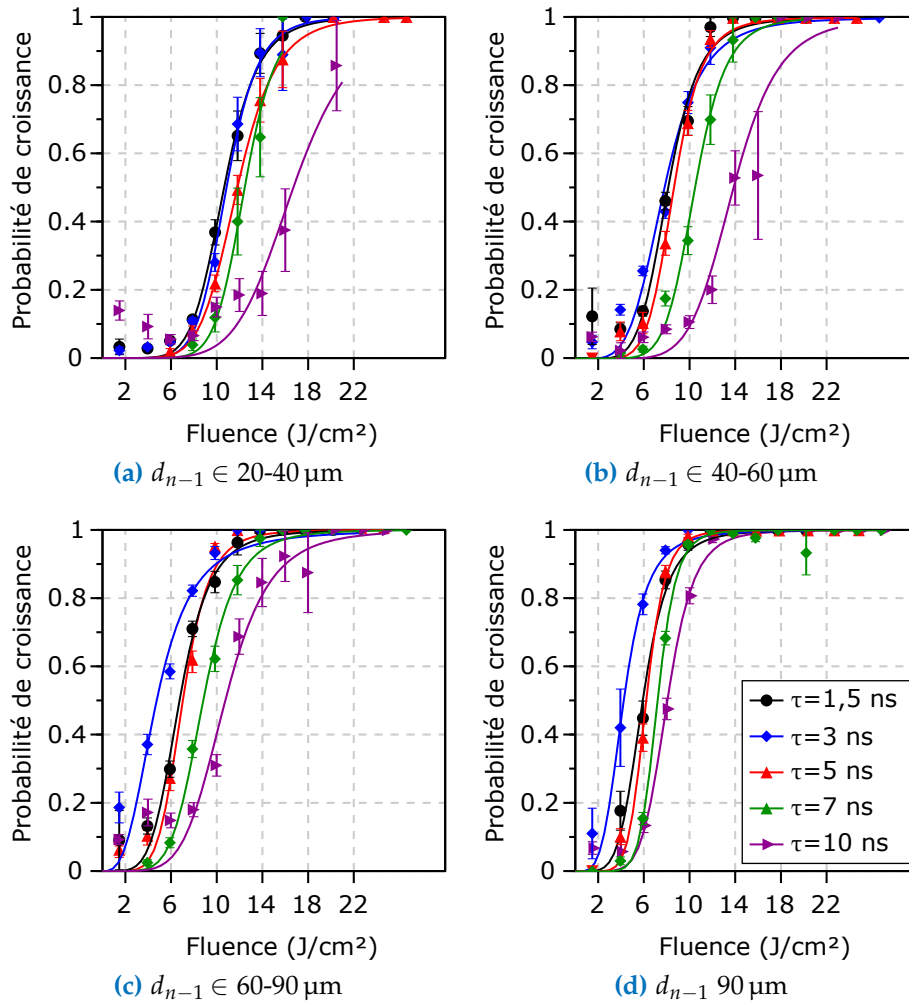 Probabilité de croissance
1
0.8
0.6
0.4
0.2
0
2 6 10 14 18 22
Fluence (J/cm²)
(a) dₙ₋₁ ∈ 20-40 µm
Probabilité de croissance
1
0.8
0.6
0.4
0.2
0
2 6 10 14 18 22
Fluence (J/cm²)
(b) dₙ₋₁ ∈ 40-60 µm
Probabilité de croissance
1
0.8
0.6
0.4
0.2
0
2 6 10 14 18 22
Fluence (J/cm²)
(c) dₙ₋₁ ∈ 60-90 µm
Probabilité de croissance
1
0.8
0.6
0.4
0.2
0
2 6 10 14 18 22
Fluence (J/cm²)
τ=1,5 ns
τ=3 ns
τ=5 ns
τ=7 ns
τ=10 ns
(d) dₙ₋₁ 90 µm